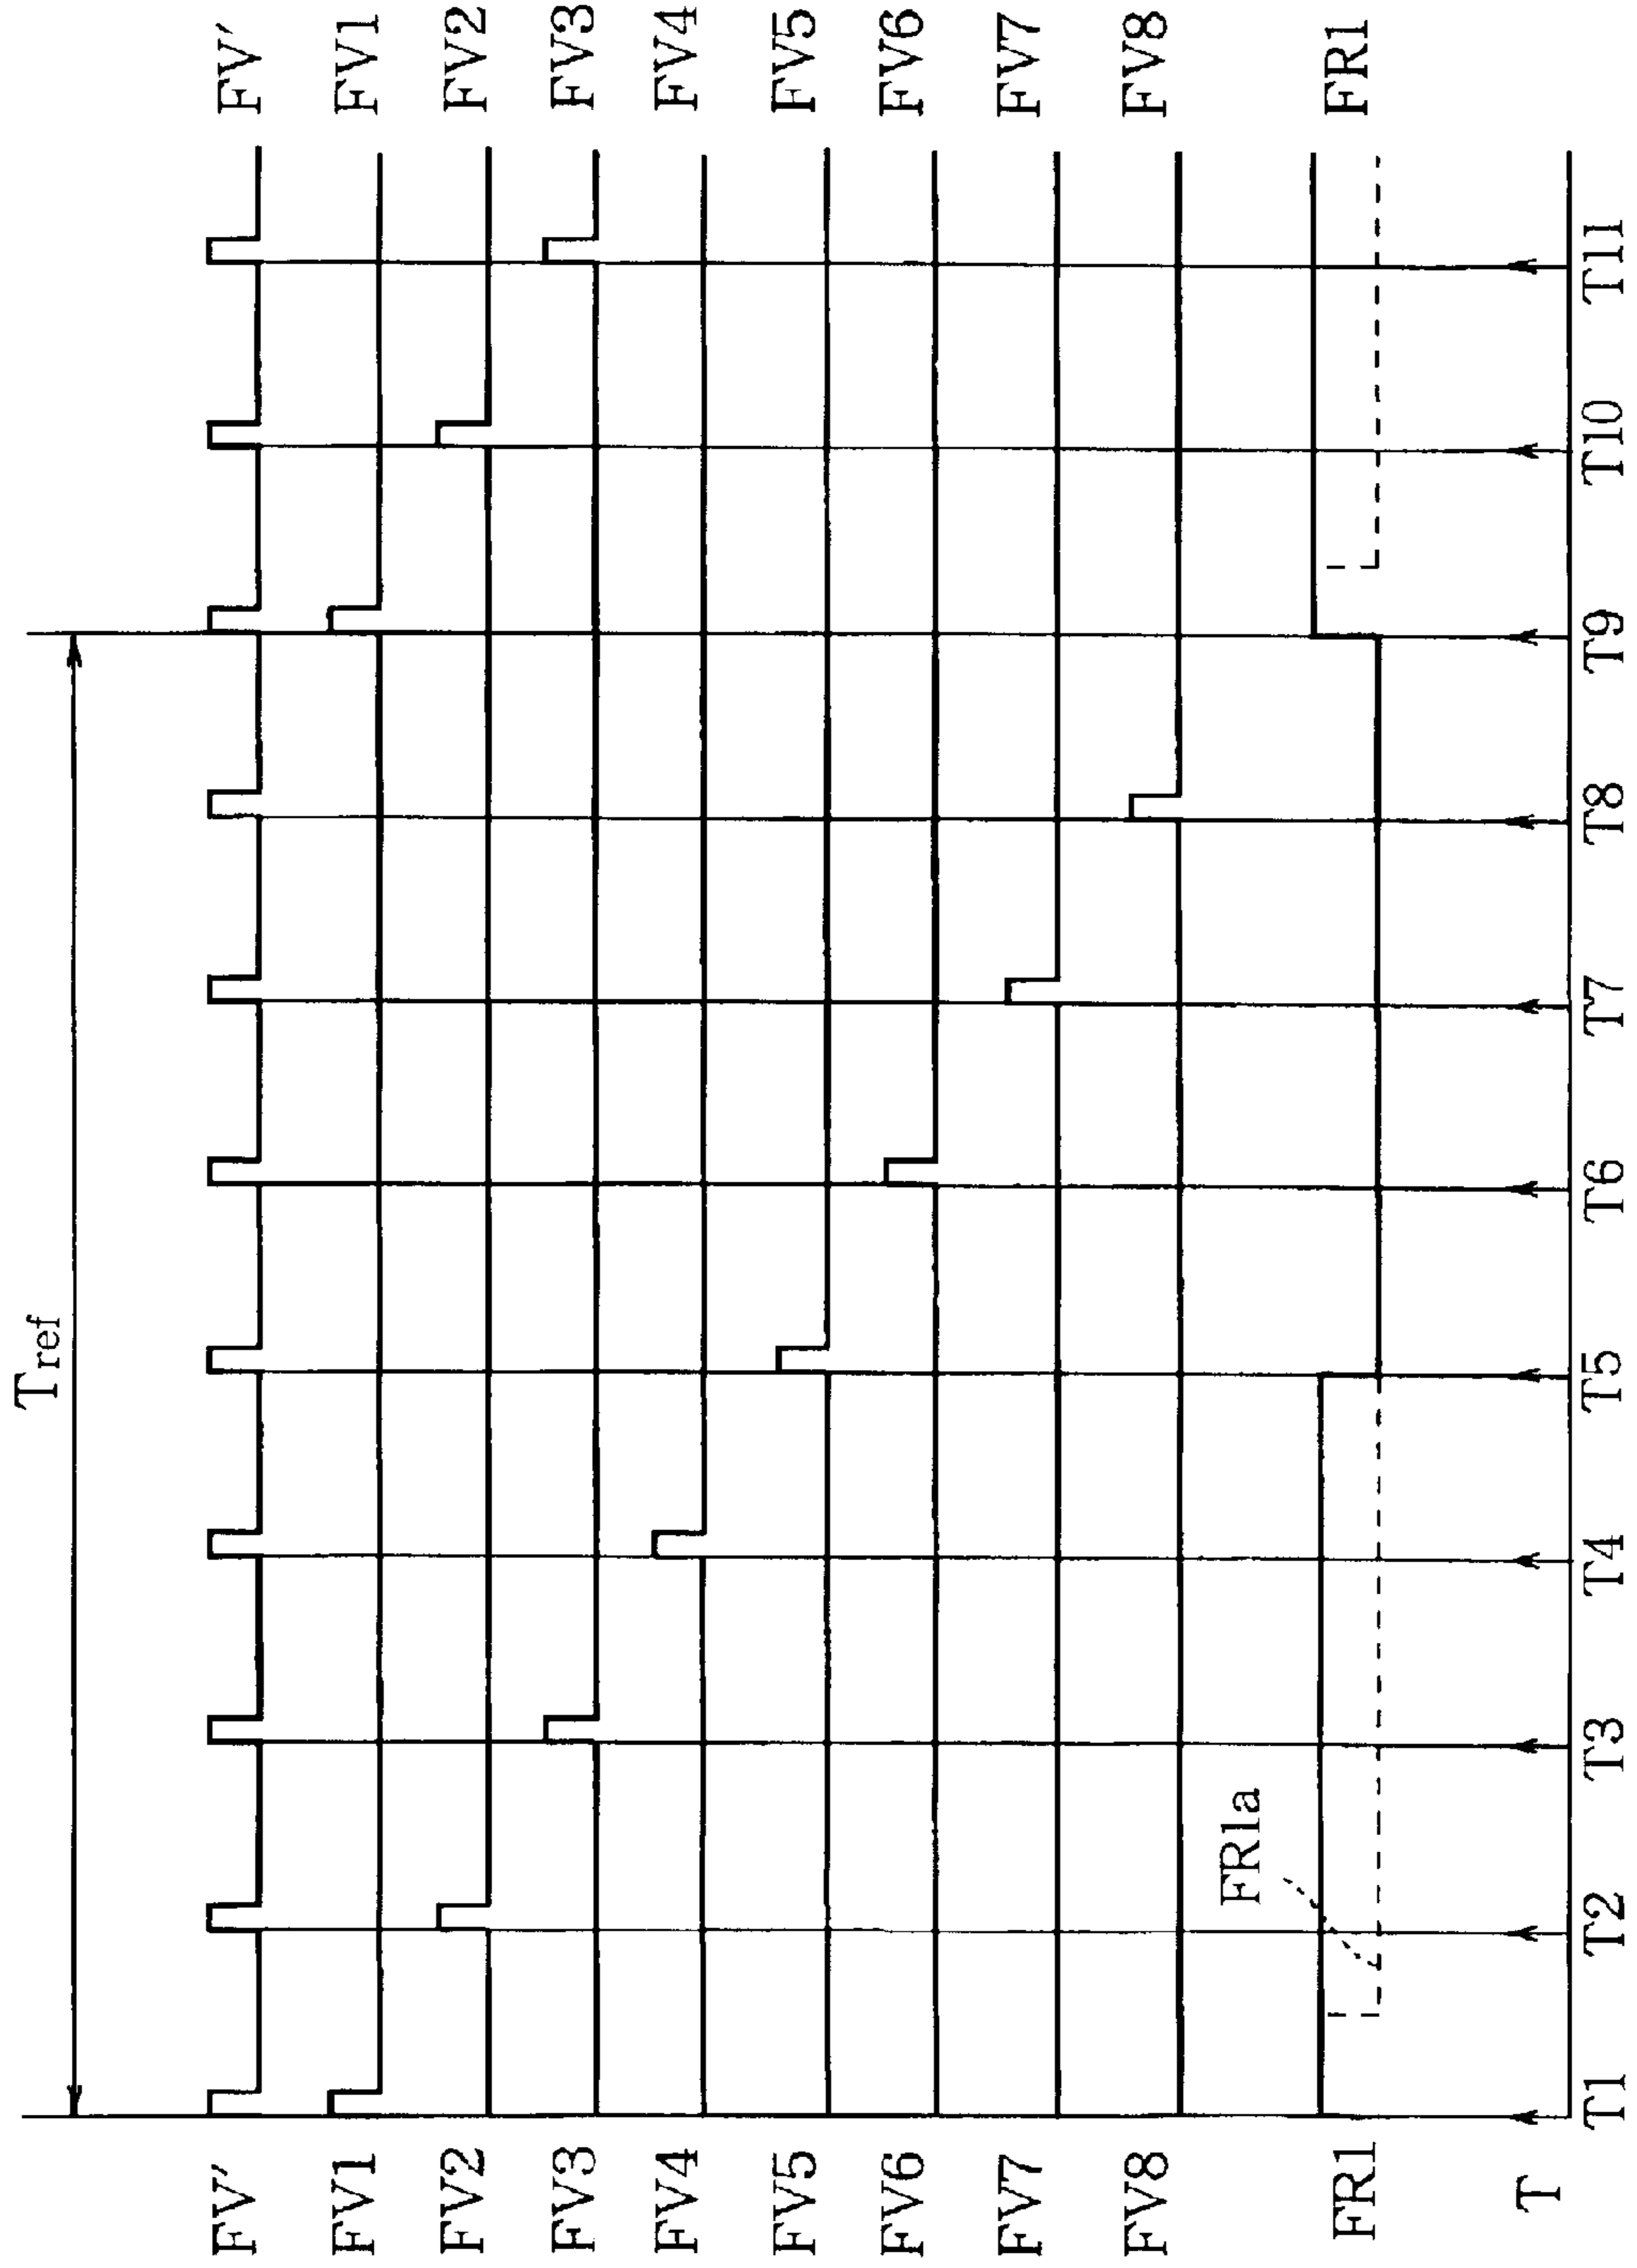 Tref
FV' FV'
FV1 FV1
FV2 FV2
FV3 FV3
FV4 FV4
FV5 FV5
FV6 FV6
FV7 FV7
FV8 FV8
FR1a
FR1 FR1
T
T1 T2 T3 T4 T5 T6 T7 T8 T9 T10 T11